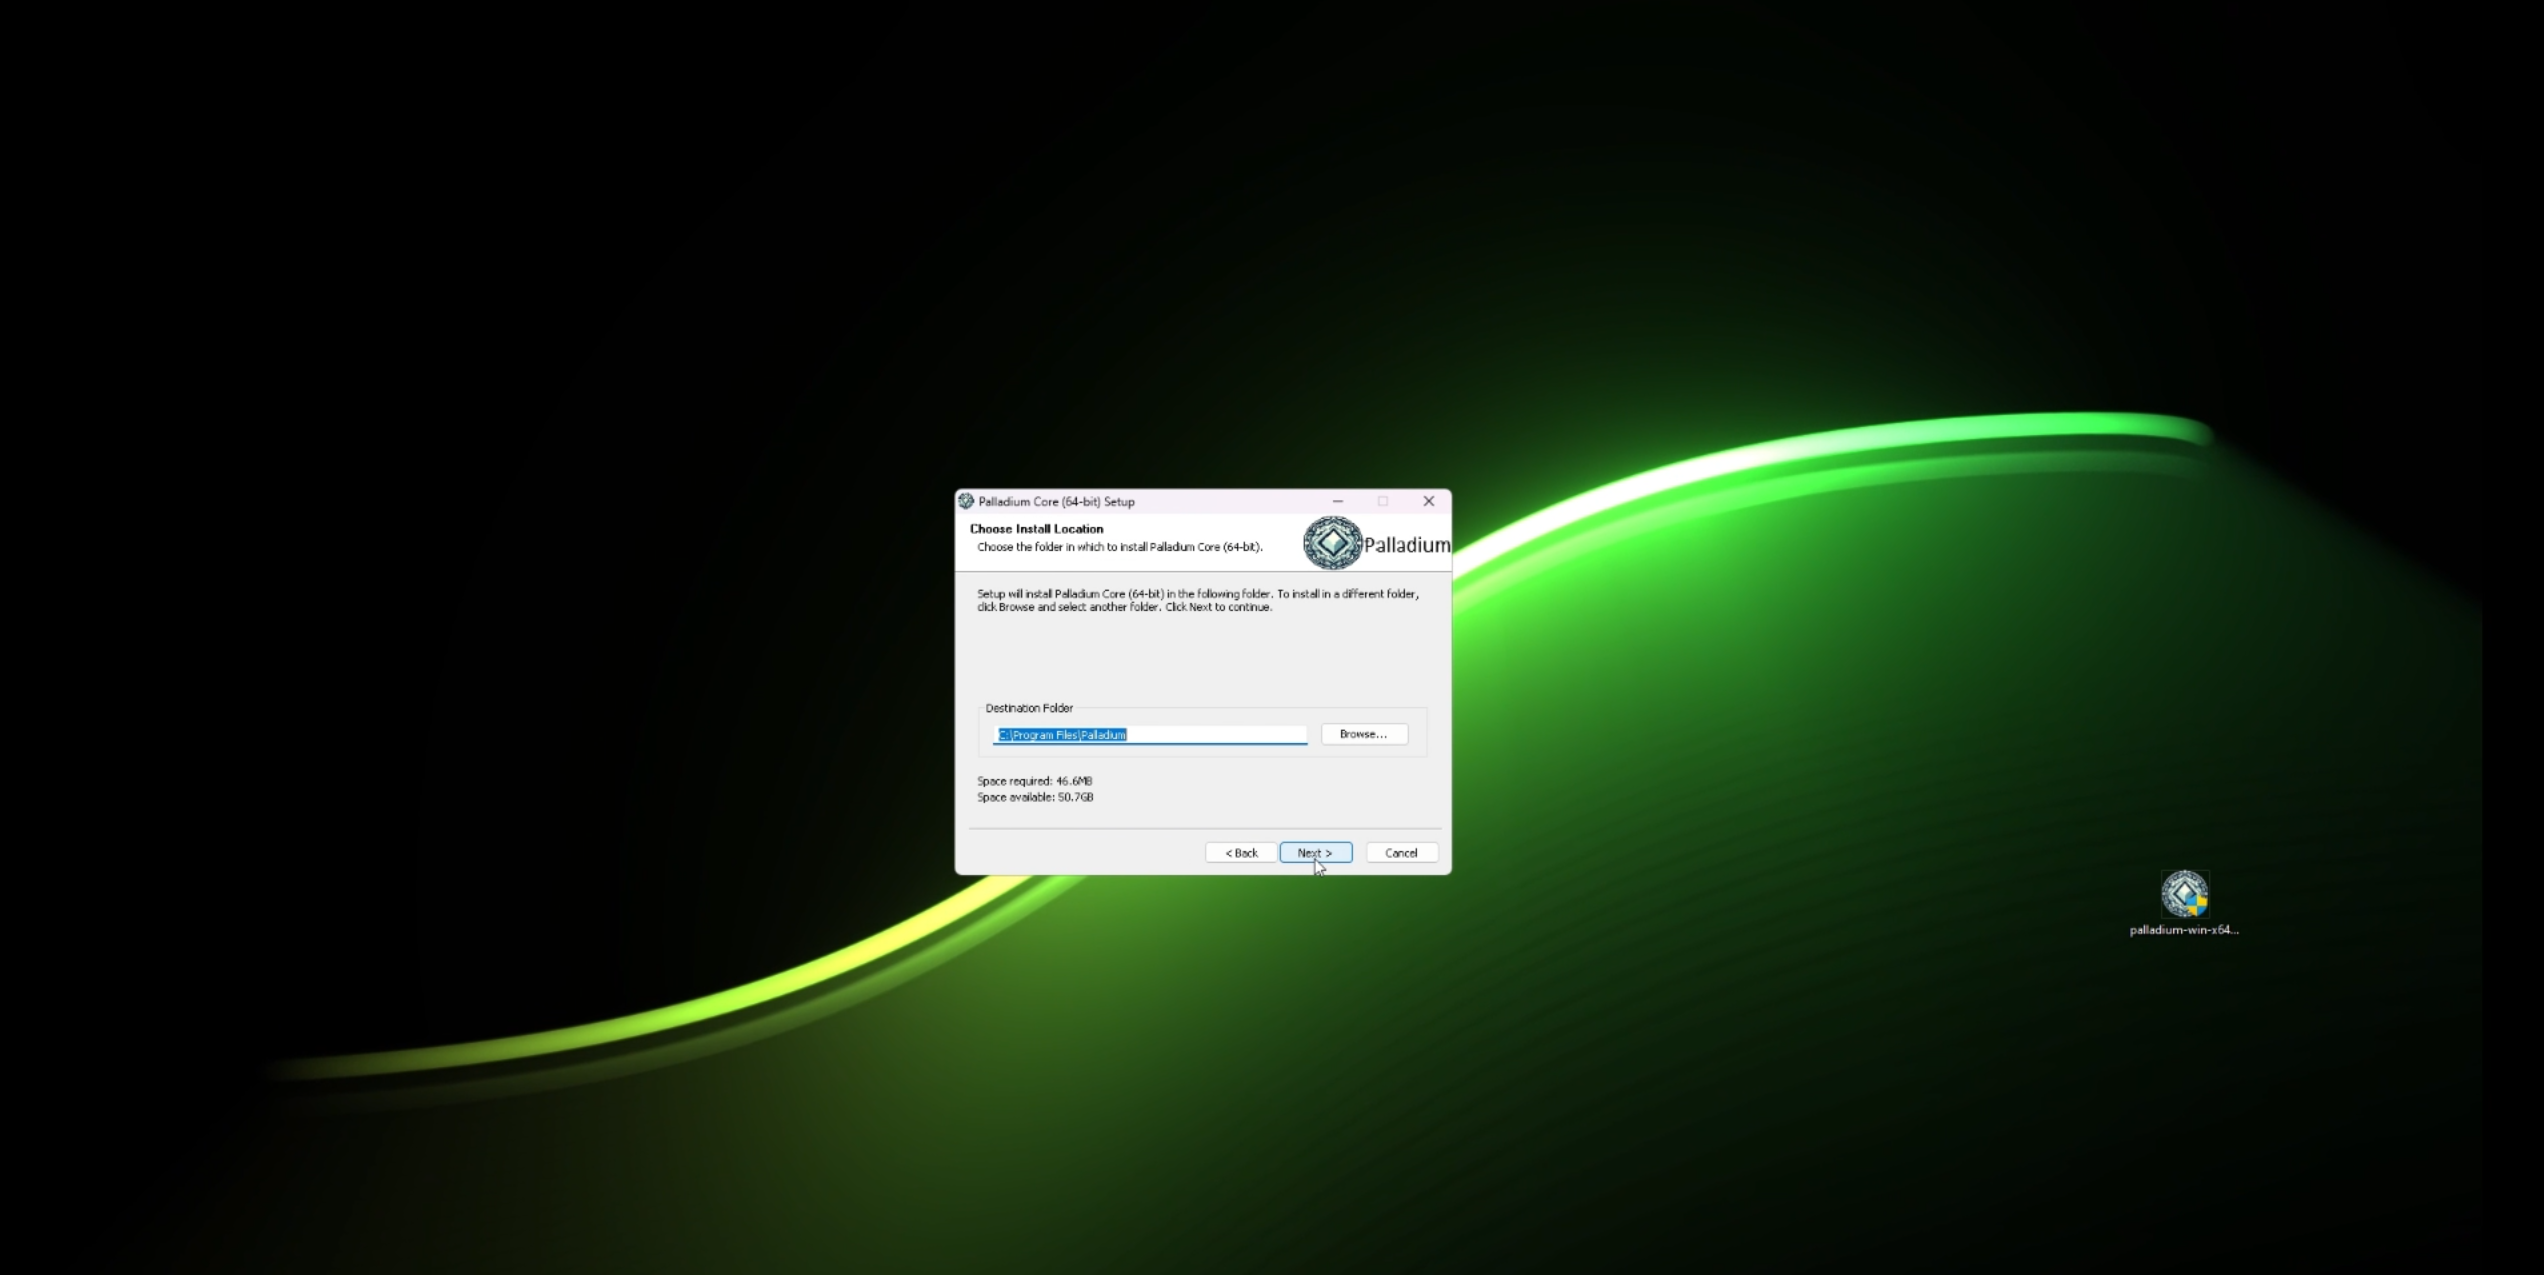 Palladium Core (64-bit) Setup
Choose Install Location
Choose the folder in which to install Palladium Core (64-bit).
Palladium
Setup will install Palladium Core (64-bit) in the following folder. To install in a different folder,
click Browse and select another folder. Click Next to continue.
Destination Folder
C:\Program Files\Palladium
Browse...
Space required: 46.6MB
Space available: 50.7GB
< Back
Next >
Cancel
palladium-win-x64...